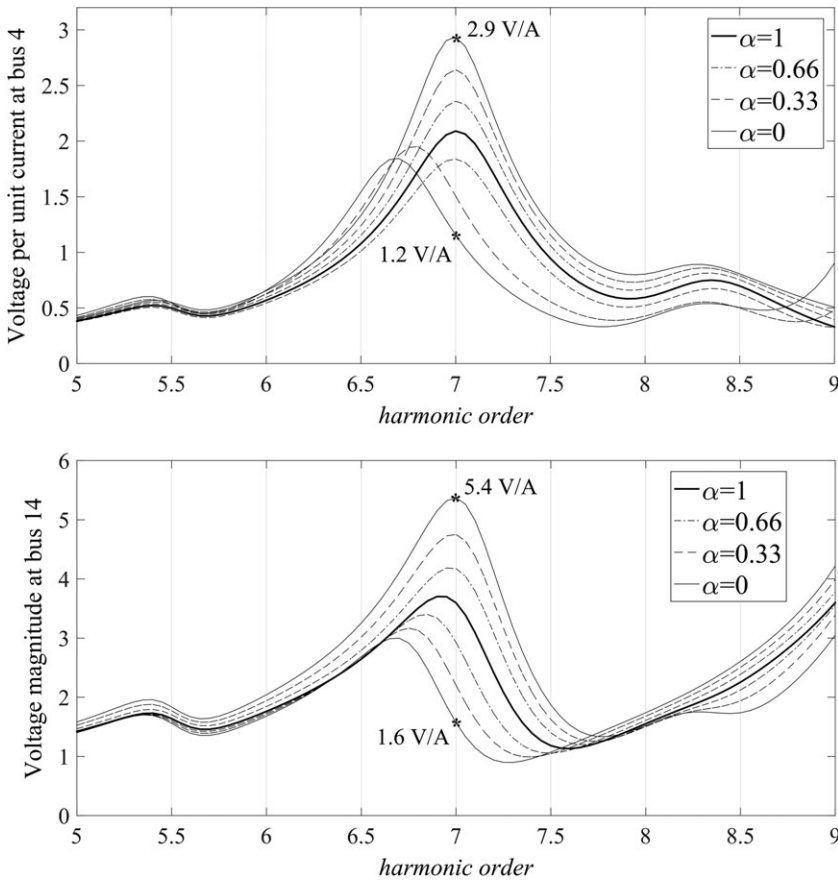 Voltage per unit current at bus 4
3
2.5
2
1.5
1
0.5
0
* 2.9 V/A
1.2 V/A *
α=1
α=0.66
α=0.33
α=0
5 5.5 6 6.5 7 7.5 8 8.5 9
harmonic order
Voltage magnitude at bus 14
6
5
4
3
2
1
0
* 5.4 V/A
1.6 V/A *
α=1
α=0.66
α=0.33
α=0
5 5.5 6 6.5 7 7.5 8 8.5 9
harmonic order